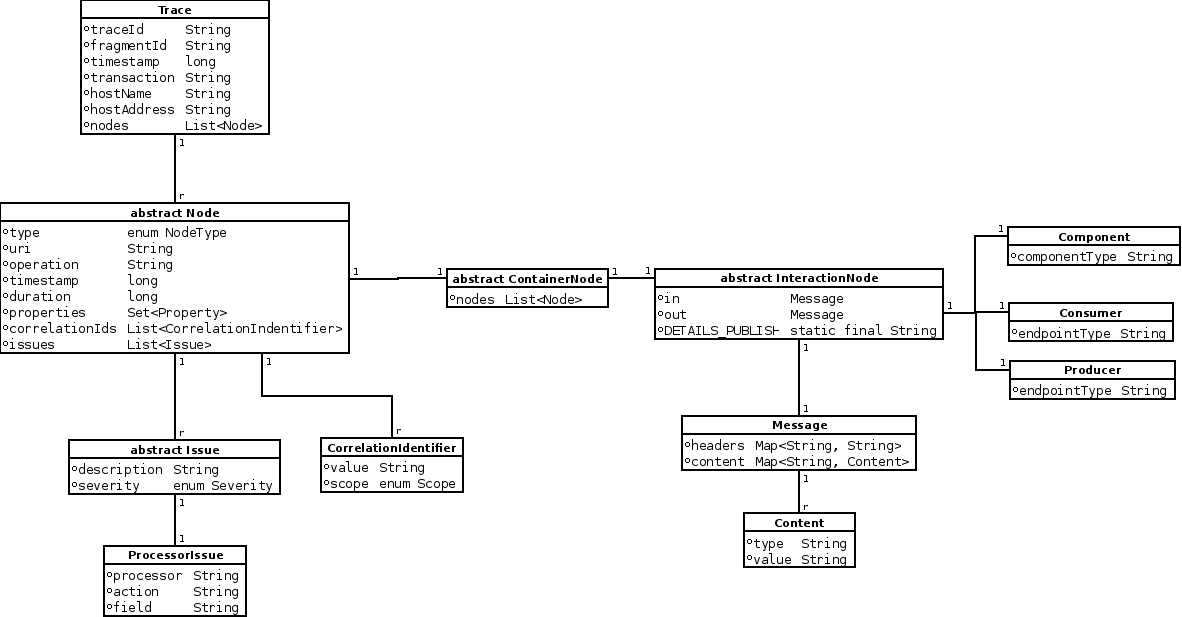 Trace
traceId String
fragmentId String
timestamp long
transaction String
hostName String
hostAddress String
nodes List<Node>
1
r
abstract Node
type enum NodeType
uri String
operation String
timestamp long
duration long
properties Set<Property>
correlationIds List<CorrelationIndentifier>
issues List<Issue>
1
1
abstract ContainerNode
nodes List<Node>
1
1
abstract InteractionNode
in Message
out Message
DETAILS_PUBLISH static final String
1
1
Component
componentType String
1
Consumer
endpointType String
1
Producer
endpointType String
1
1
r
abstract Issue
description String
severity enum Severity
1
r
CorrelationIdentifier
value String
scope enum Scope
1
1
Message
headers Map<String, String>
content Map<String, Content>
1
r
Content
type String
value String
1
1
ProcessorIssue
processor String
action String
field String